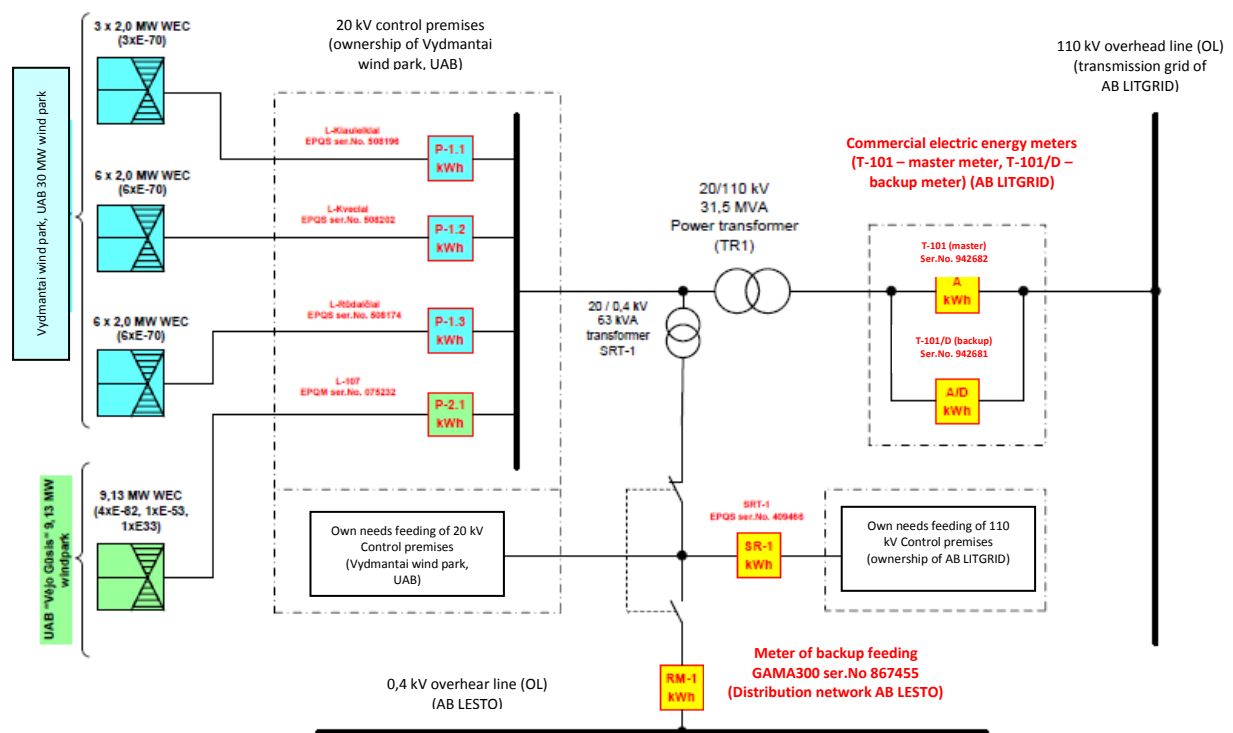 3 x 2,0 MW WEC
(3xE-70)
20 kV control premises
(ownership of Vydmantai
wind park, UAB)
110 kV overhead line (OL)
(transmission grid of
AB LITGRID)
Vydmantai wind park, UAB 30 MW wind park
L-Kiauleikiai
EPQS ser.No. 508196
P-1.1
kWh
6 x 2,0 MW WEC
(6xE-70)
L-Kveciai
EPQS ser.No. 508202
P-1.2
kWh
6 x 2,0 MW WEC
(6xE-70)
L-Rūdaičiai
EPQS ser.No. 508174
P-1.3
kWh
L-107
EPQM ser.No. 075232
P-2.1
kWh
20/110 kV
31,5 MVA
Power transformer
(TR1)
20 / 0,4 kV
63 kVA
transformer
SRT-1
Commercial electric energy meters
(T-101 – master meter, T-101/D –
backup meter) (AB LITGRID)
T-101 (master)
Ser.No. 942682
A
kWh
T-101/D (backup)
Ser.No. 942681
A/D
kWh
UAB "Vėjo Gūsis" 9,13 MW
windpark
9,13 MW WEC
(4xE-82, 1xE-53,
1xE33)
Own needs feeding of 20 kV
Control premises
(Vydmantai wind park,
UAB)
SRT-1
EPQS ser.No. 409466
SR-1
kWh
Own needs feeding of 110
kV Control premises
(ownership of AB LITGRID)
0,4 kV overhear line (OL)
(AB LESTO)
RM-1
kWh
Meter of backup feeding
GAMA300 ser.No 867455
(Distribution network AB LESTO)